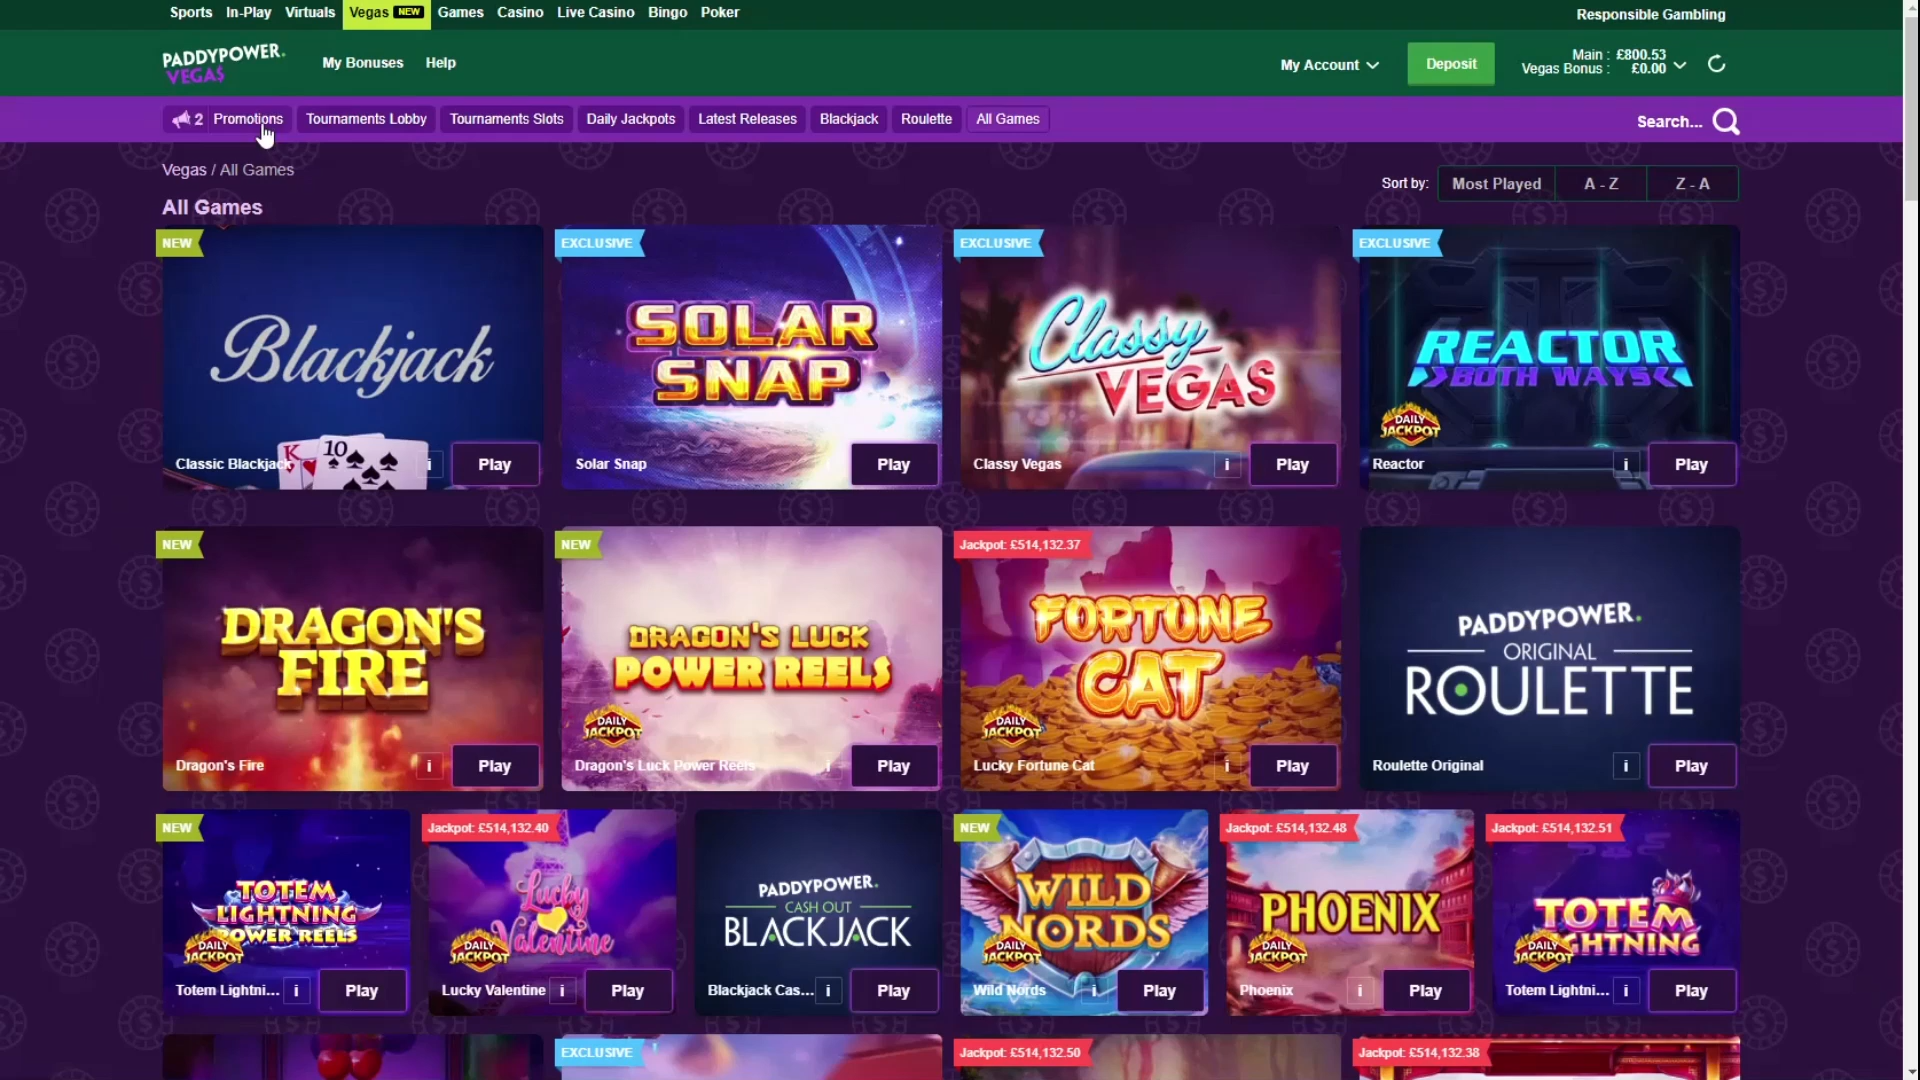 Sports In-Play Virtuals Vegas NEW Games Casino Live Casino Bingo Poker
Responsible Gambling
PADDYPOWER.
VEGAS
My Bonuses Help
My Account
Deposit
Main : £800.53
Vegas Bonus : £0.00
2 Promotions Tournaments Lobby Tournaments Slots Daily Jackpots Latest Releases Blackjack Roulette All Games
Search...
Vegas / All Games
Sort by: Most Played A - Z Z - A
All Games
NEW
Blackjack
K 10
Classic Blackjack i Play
EXCLUSIVE
SOLAR
SNAP
Solar Snap Play
EXCLUSIVE
Classy
VEGAS
Classy Vegas i Play
EXCLUSIVE
REACTOR
BOTH WAYS
DAILY
JACKPOT
Reactor i Play
NEW
DRAGON'S
FIRE
Dragon's Fire i Play
NEW
DRAGON'S LUCK
POWER REELS
DAILY
JACKPOT
Dragon's Luck Power Reels i Play
Jackpot: £514,132.37
FORTUNE
CAT
DAILY
JACKPOT
Lucky Fortune Cat i Play
PADDYPOWER.
ORIGINAL
ROULETTE
Roulette Original i Play
NEW
TOTEM
LIGHTNING
POWER REELS
DAILY
JACKPOT
Totem Lightni... i Play
Jackpot: £514,132.40
Lucky
Valentine
DAILY
JACKPOT
Lucky Valentine i Play
PADDYPOWER.
CASH OUT
BLACKJACK
Blackjack Cas... i Play
NEW
WILD
NORDS
DAILY
JACKPOT
Wild Nords i Play
Jackpot: £514,132.48
PHOENIX
DAILY
JACKPOT
Phoenix i Play
Jackpot: £514,132.51
TOTEM
LIGHTNING
DAILY
JACKPOT
Totem Lightni... i Play
EXCLUSIVE
Jackpot: £514,132.50
Jackpot: £514,132.38